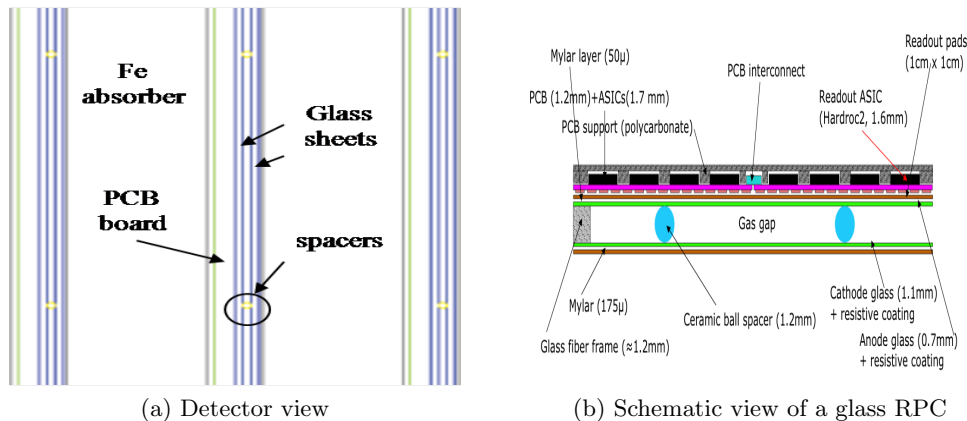 Fe
absorber
Glass
sheets
PCB
board
spacers
(a) Detector view
Mylar layer (50μ)
PCB interconnect
Readout pads
(1cm x 1cm)
PCB (1.2mm)+ASICs(1.7 mm)
Readout ASIC
(Hardroc2, 1.6mm)
PCB support (polycarbonate)
Gas gap
Mylar (175μ)
Ceramic ball spacer (1.2mm)
Cathode glass (1.1mm)
+ resistive coating
Glass fiber frame (≈1.2mm)
Anode glass (0.7mm)
+ resistive coating
(b) Schematic view of a glass RPC